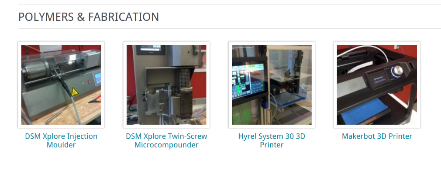 POLYMERS & FABRICATION
DSM Xplore Injection
Moulder
DSM Xplore Twin-Screw
Microcompounder
Hyrel System 30 3D
Printer
Makerbot 3D Printer